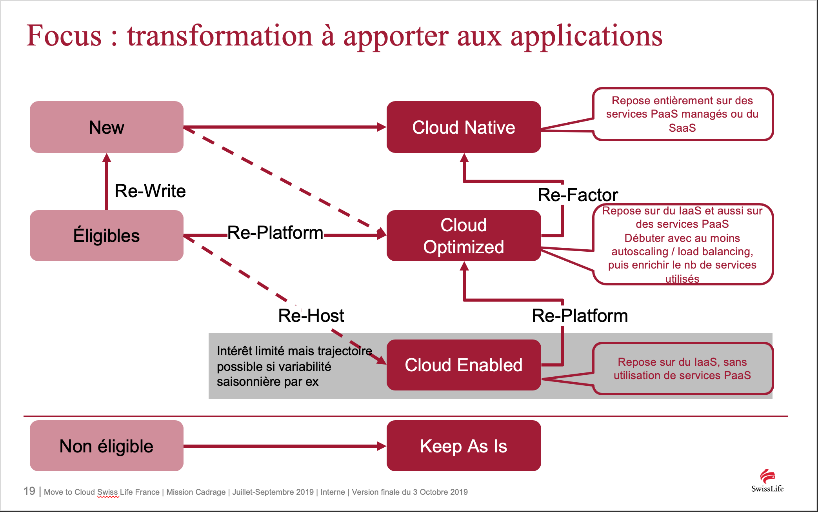 Focus : transformation à apporter aux applications
New
Cloud Native
Repose entièrement sur des
services PaaS managés ou du
SaaS
Re-Write
Re-Factor
Éligibles
Re-Platform
Cloud
Optimized
Repose sur du IaaS et aussi sur
des services PaaS
Débuter avec au moins
autoscaling / load balancing,
puis enrichir le nb de services
utilisés
Re-Host
Re-Platform
Intérêt limité mais trajectoire
possible si variabilité
saisonnière par ex
Cloud Enabled
Repose sur du IaaS, sans
utilisation de services PaaS
Non éligible
Keep As Is
19 | Move to Cloud Swiss Life France | Mission Cadrage | Juillet-Septembre 2019 | Interne | Version finale du 3 Octobre 2019
SwissLife